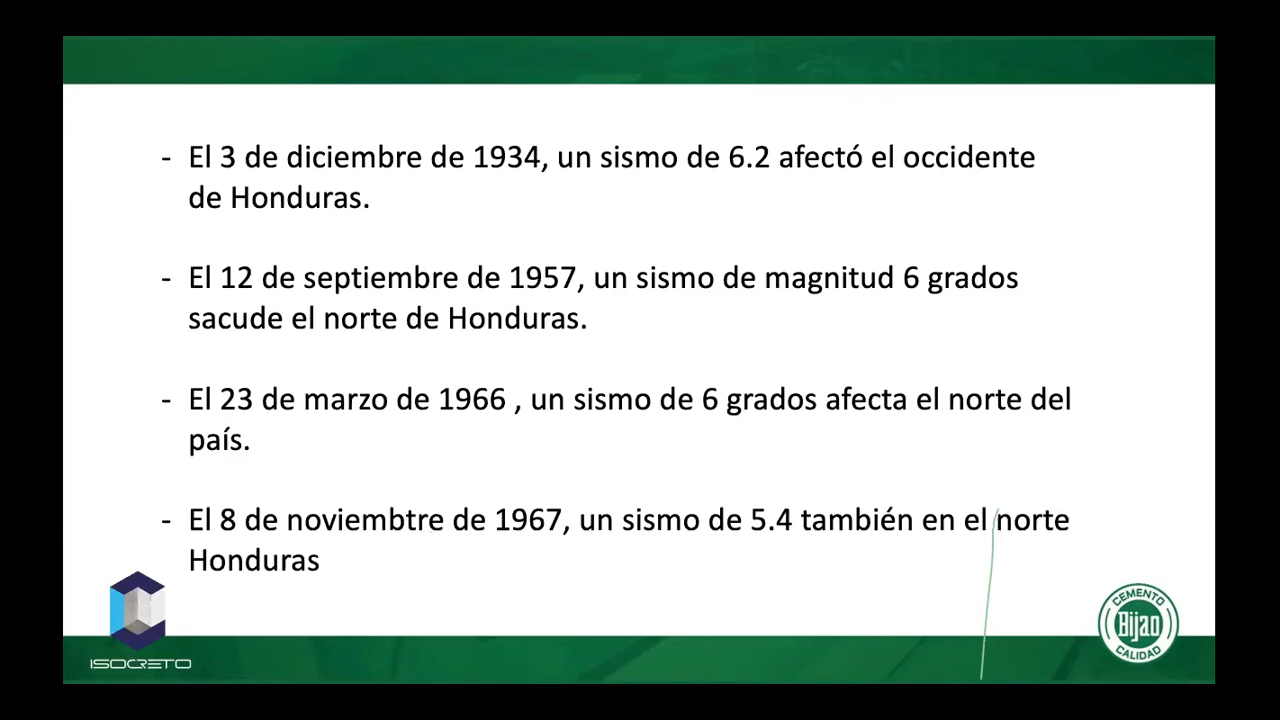 - El 3 de diciembre de 1934, un sismo de 6.2 afectó el occidente
de Honduras.
- El 12 de septiembre de 1957, un sismo de magnitud 6 grados
sacude el norte de Honduras.
- El 23 de marzo de 1966 , un sismo de 6 grados afecta el norte del
país.
- El 8 de noviembtre de 1967, un sismo de 5.4 también en el norte
Honduras
ISOCRETO
CEMENTO
Bijao
CALIDAD